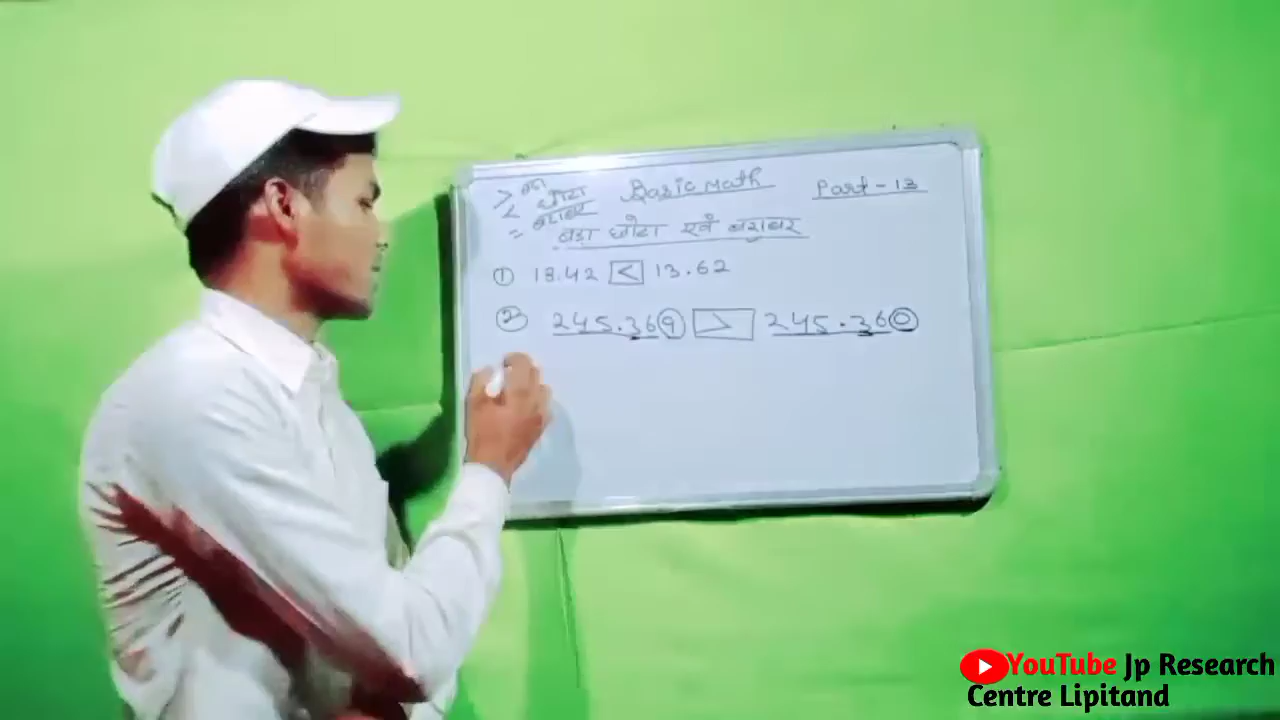 > बड़ा
< छोटा
= बराबर
Basic Math
Part - 13
बड़ा छोटा एवं बराबर
① 13.42 < 13.62
② 245.369 > 245.360
YouTube Jp Research
Centre Lipitand